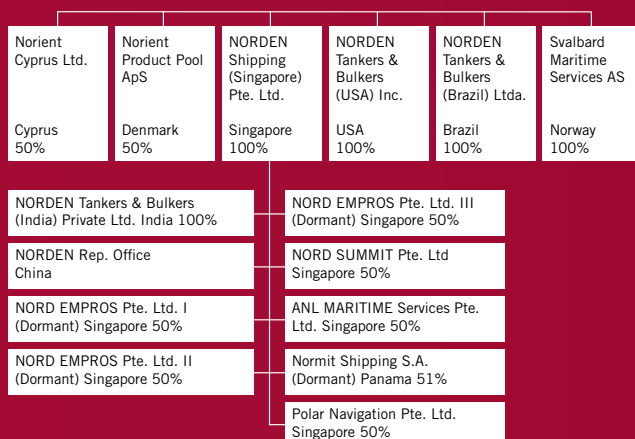 Norient
Cyprus Ltd.
Cyprus
50%
Norient
Product Pool
ApS
Denmark
50%
NORDEN
Shipping
(Singapore)
Pte. Ltd.
Singapore
100%
NORDEN
Tankers &
Bulkers
(USA) Inc.
USA
100%
NORDEN
Tankers &
Bulkers
(Brazil) Ltda.
Brazil
100%
Svalbard
Maritime
Services AS
Norway
100%
NORDEN Tankers & Bulkers
(India) Private Ltd. India 100%
NORDEN Rep. Office
China
NORD EMPROS Pte. Ltd. I
(Dormant) Singapore 50%
NORD EMPROS Pte. Ltd. II
(Dormant) Singapore 50%
NORD EMPROS Pte. Ltd. III
(Dormant) Singapore 50%
NORD SUMMIT Pte. Ltd
Singapore 50%
ANL MARITIME Services Pte.
Ltd. Singapore 50%
Normit Shipping S.A.
(Dormant) Panama 51%
Polar Navigation Pte. Ltd.
Singapore 50%